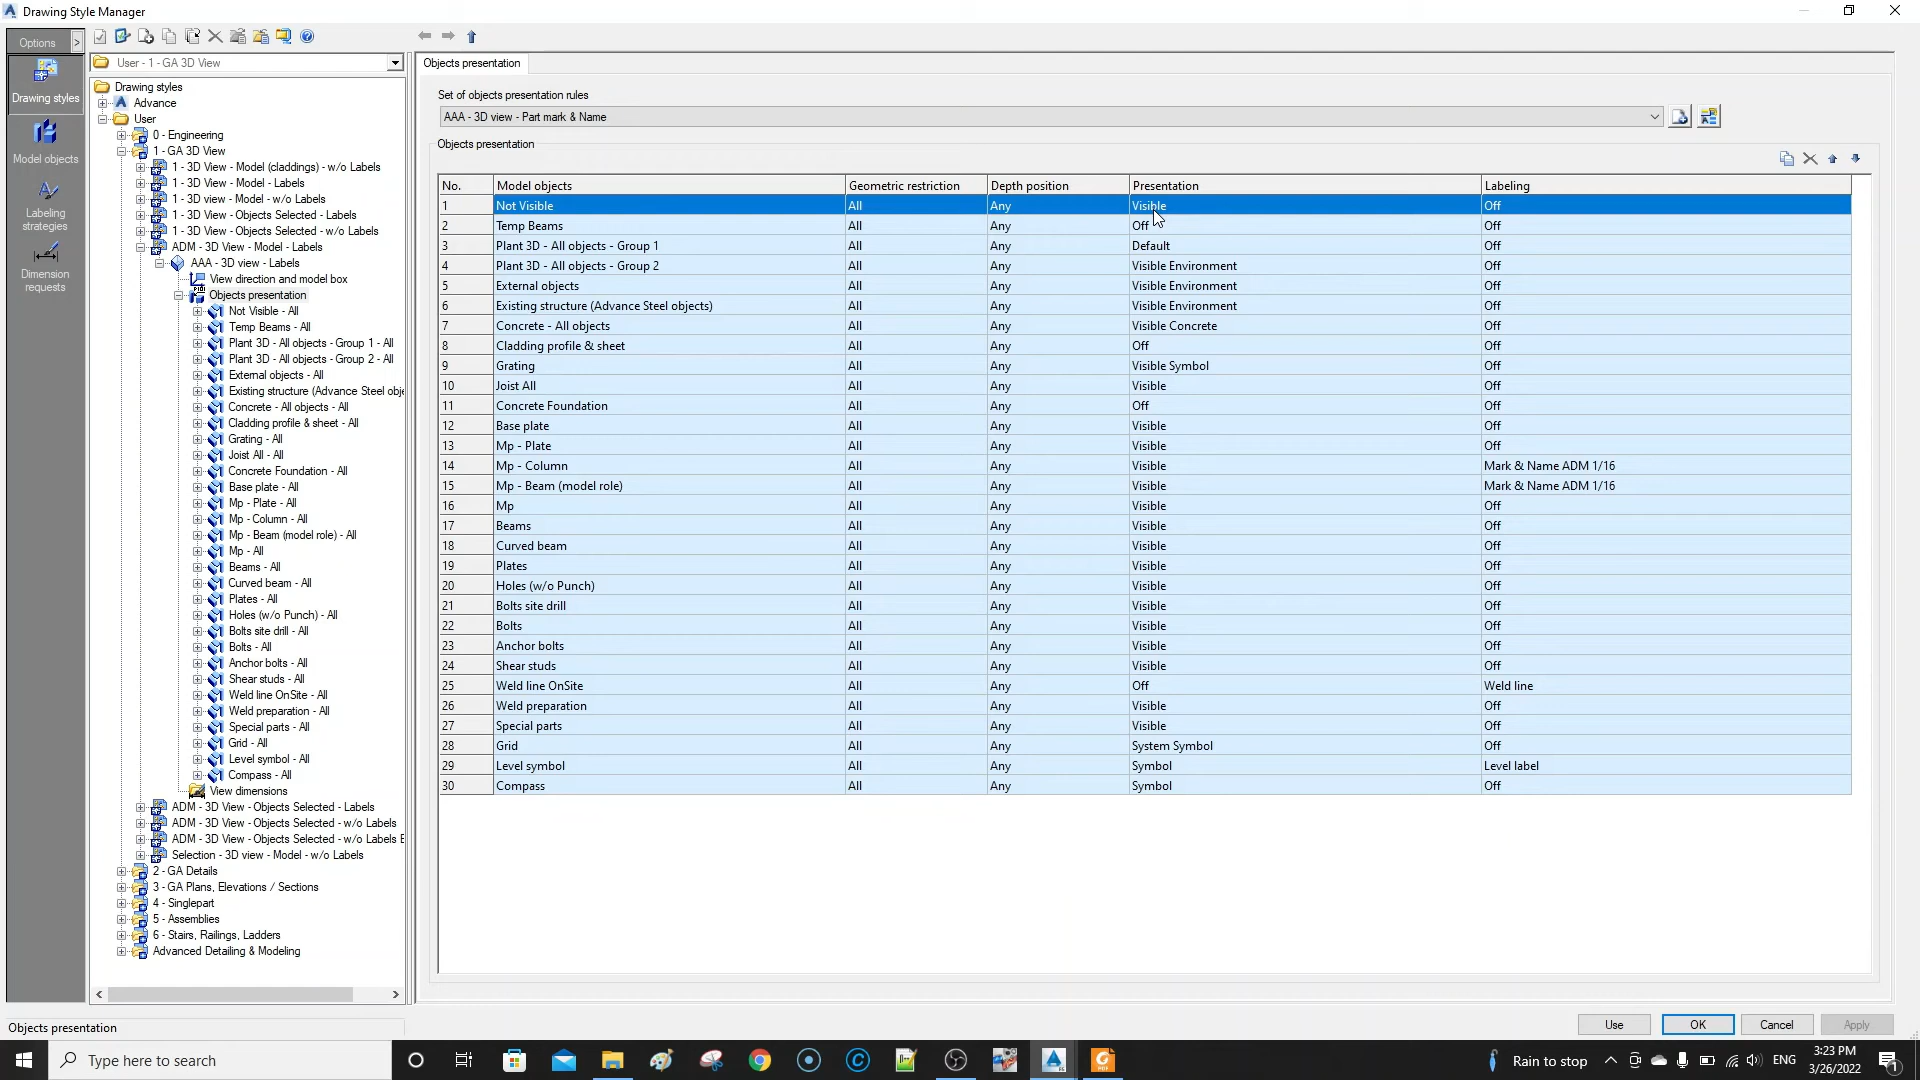 Drawing Style Manager
Options >
Drawing styles
Model objects
Labeling strategies
Dimension requests
User - 1 - GA 3D View
Drawing styles
Advance
User
0 - Engineering
1 - GA 3D View
1 - 3D View - Model (claddings) - w/o Labels
1 - 3D View - Model - Labels
1 - 3D view - Model - w/o Labels
1 - 3D View - Objects Selected - Labels
1 - 3D View - Objects Selected - w/o Labels
ADM - 3D View - Model - Labels
AAA - 3D view - Labels
View direction and model box
Objects presentation
Not Visible - All
Temp Beams - All
Plant 3D - All objects - Group 1 - All
Plant 3D - All objects - Group 2 - All
External objects - All
Existing structure (Advance Steel obje
Concrete - All objects - All
Cladding profile & sheet - All
Grating - All
Joist All - All
Concrete Foundation - All
Base plate - All
Mp - Plate - All
Mp - Column - All
Mp - Beam (model role) - All
Mp - All
Beams - All
Curved beam - All
Plates - All
Holes (w/o Punch) - All
Bolts site drill - All
Bolts - All
Anchor bolts - All
Shear studs - All
Weld line OnSite - All
Weld preparation - All
Special parts - All
Grid - All
Level symbol - All
Compass - All
View dimensions
ADM - 3D View - Objects Selected - Labels
ADM - 3D View - Objects Selected - w/o Labels
ADM - 3D View - Objects Selected - w/o Labels E
Selection - 3D view - Model - w/o Labels
2 - GA Details
3 - GA Plans, Elevations / Sections
4 - Singlepart
5 - Assemblies
6 - Stairs, Railings, Ladders
Advanced Detailing & Modeling
Objects presentation
Set of objects presentation rules
AAA - 3D view - Part mark & Name
Objects presentation
No. Model objects Geometric restriction Depth position Presentation Labeling
1 Not Visible All Any Visible Off
2 Temp Beams All Any Off Off
3 Plant 3D - All objects - Group 1 All Any Default Off
4 Plant 3D - All objects - Group 2 All Any Visible Environment Off
5 External objects All Any Visible Environment Off
6 Existing structure (Advance Steel objects) All Any Visible Environment Off
7 Concrete - All objects All Any Visible Concrete Off
8 Cladding profile & sheet All Any Off Off
9 Grating All Any Visible Symbol Off
10 Joist All All Any Visible Off
11 Concrete Foundation All Any Off Off
12 Base plate All Any Visible Off
13 Mp - Plate All Any Visible Off
14 Mp - Column All Any Visible Mark & Name ADM 1/16
15 Mp - Beam (model role) All Any Visible Mark & Name ADM 1/16
16 Mp All Any Visible Off
17 Beams All Any Visible Off
18 Curved beam All Any Visible Off
19 Plates All Any Visible Off
20 Holes (w/o Punch) All Any Visible Off
21 Bolts site drill All Any Visible Off
22 Bolts All Any Visible Off
23 Anchor bolts All Any Visible Off
24 Shear studs All Any Visible Off
25 Weld line OnSite All Any Off Weld line
26 Weld preparation All Any Visible Off
27 Special parts All Any Visible Off
28 Grid All Any System Symbol Off
29 Level symbol All Any Symbol Level label
30 Compass All Any Symbol Off
Use OK Cancel Apply
Objects presentation
Type here to search
Rain to stop
ENG
3:23 PM
3/26/2022
1